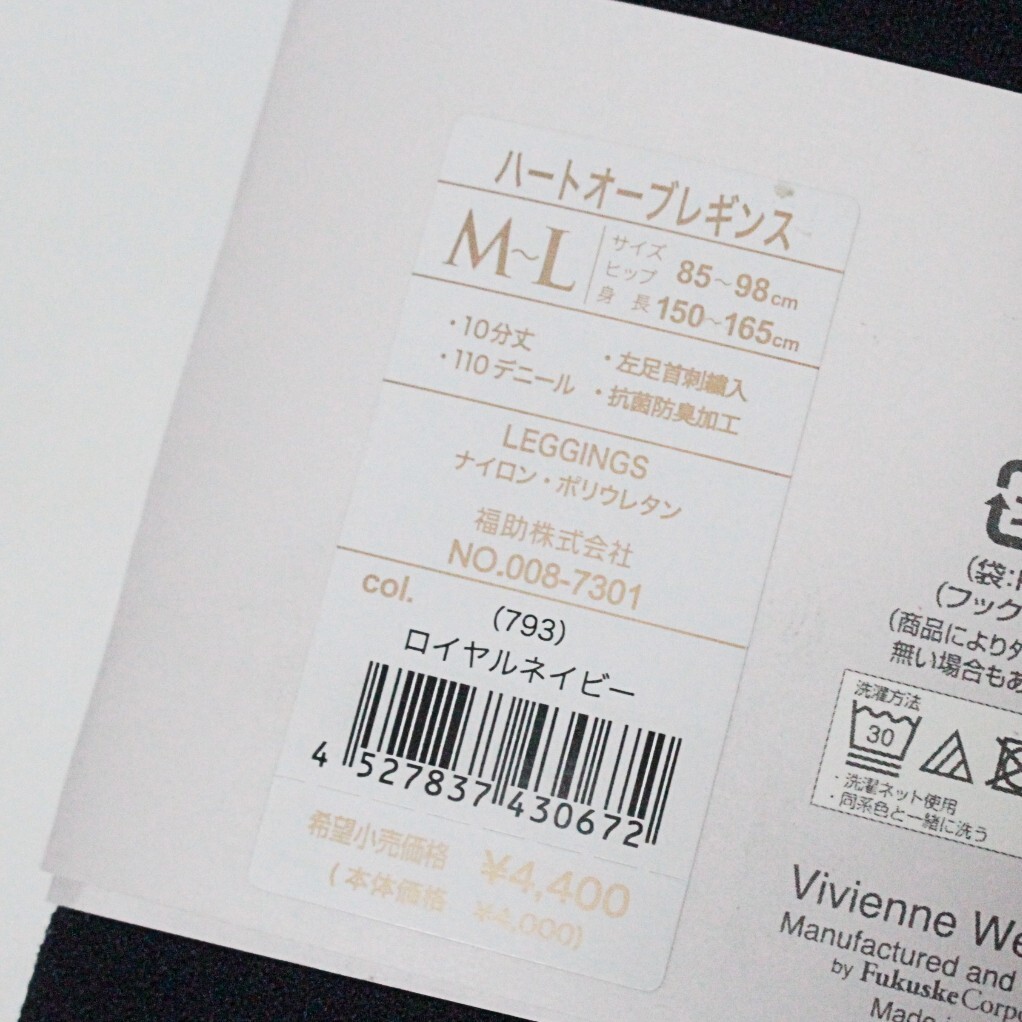 ハートオーブレギンス
M~L
サイズ
ヒップ 85~98cm
身 長 150~165cm
・10分丈 ・左足首刺繍入
・110デニール ・抗菌防臭加工
LEGGINGS
ナイロン・ポリウレタン
福助株式会社
NO.008-7301
col.
(793)
ロイヤルネイビー
4 527837 430672
希望小売価格 ¥4,400
(本体価格 ¥4,000)
(袋:
(フック
(商品により
無い場合も
洗濯方法
30
・洗濯ネット使用
・同系色と一緒に洗う
Vivienne We
Manufactured and
by Fukuske Corpo
Made